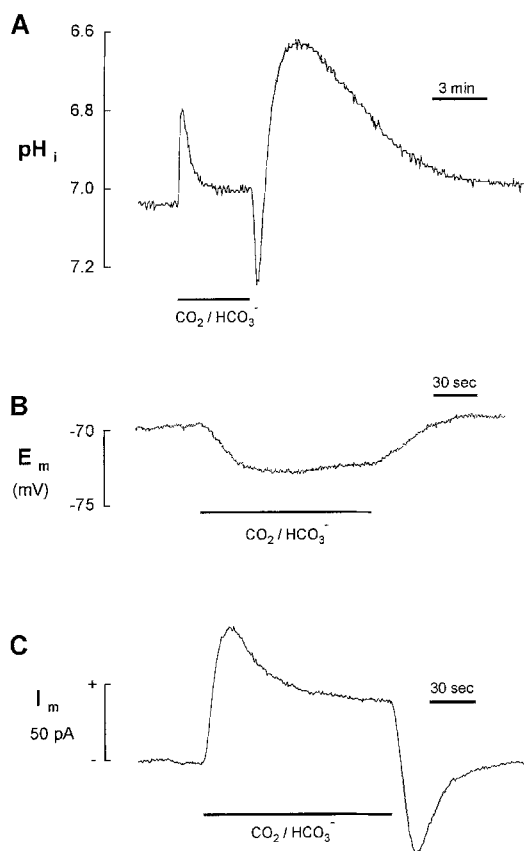 A
6.6
6.8
7.0
7.2
pH i
3 min
CO₂ / HCO₃⁻
B
-70
-75
E m
(mV)
30 sec
CO₂ / HCO₃⁻
C
+
-
I m
50 pA
30 sec
CO₂ / HCO₃⁻